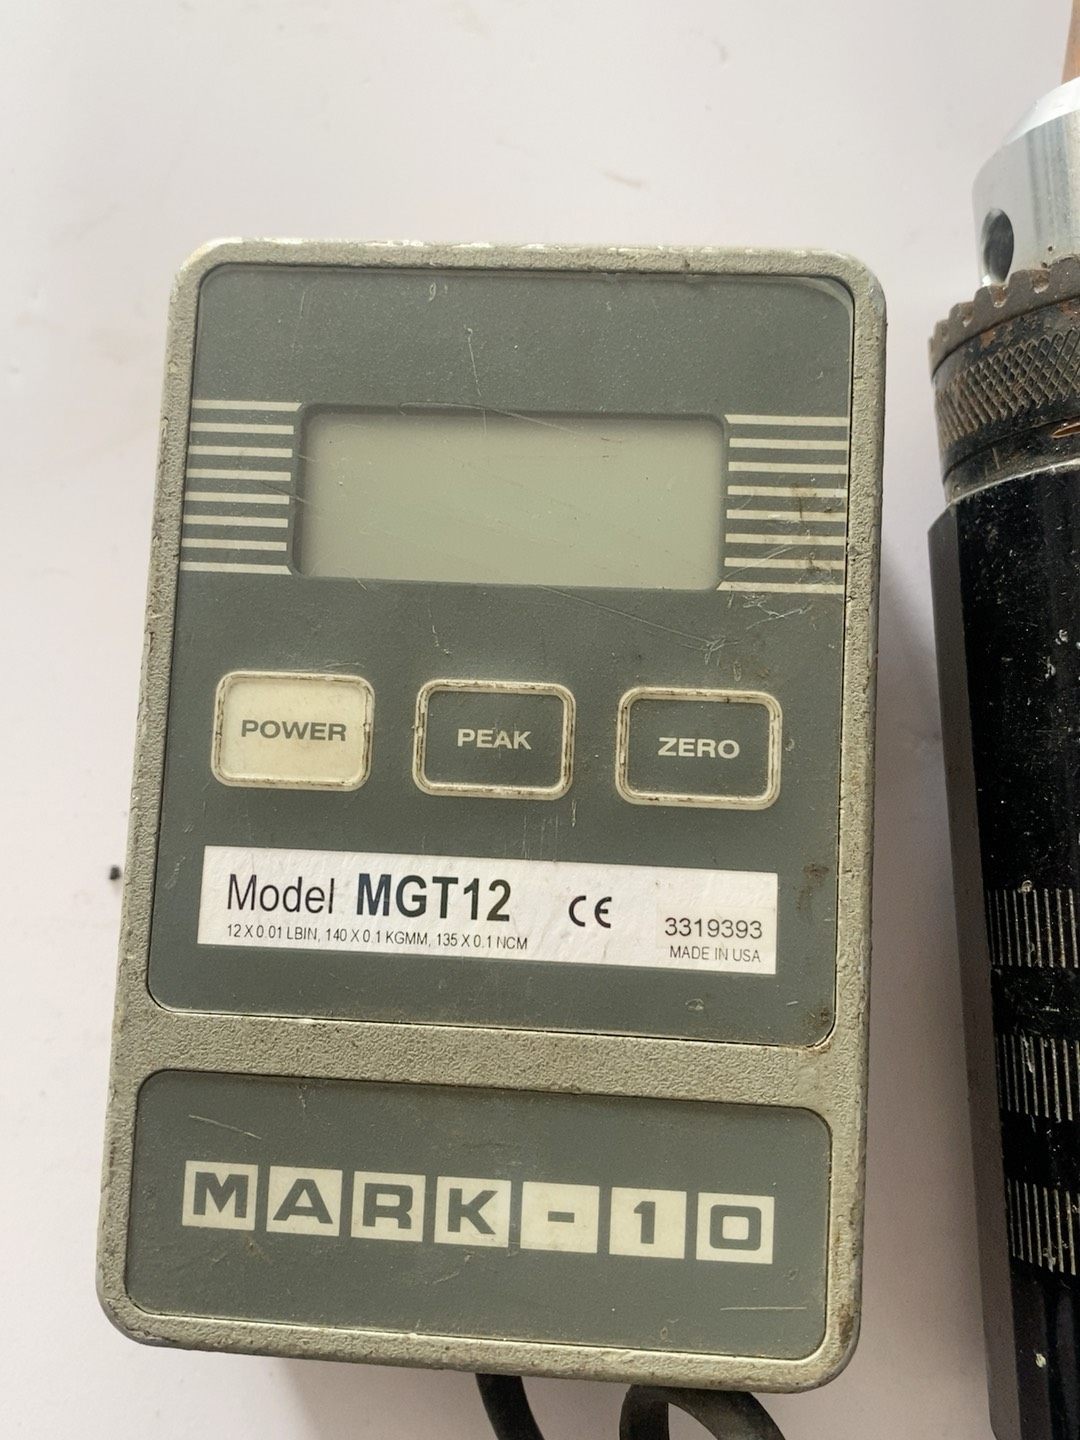 POWER PEAK ZERO
Model MGT12 CE 3319393
12 X 0.01 LBIN, 140 X 0.1 KGMM, 135 X 0.1 NCM MADE IN USA
MARK-10